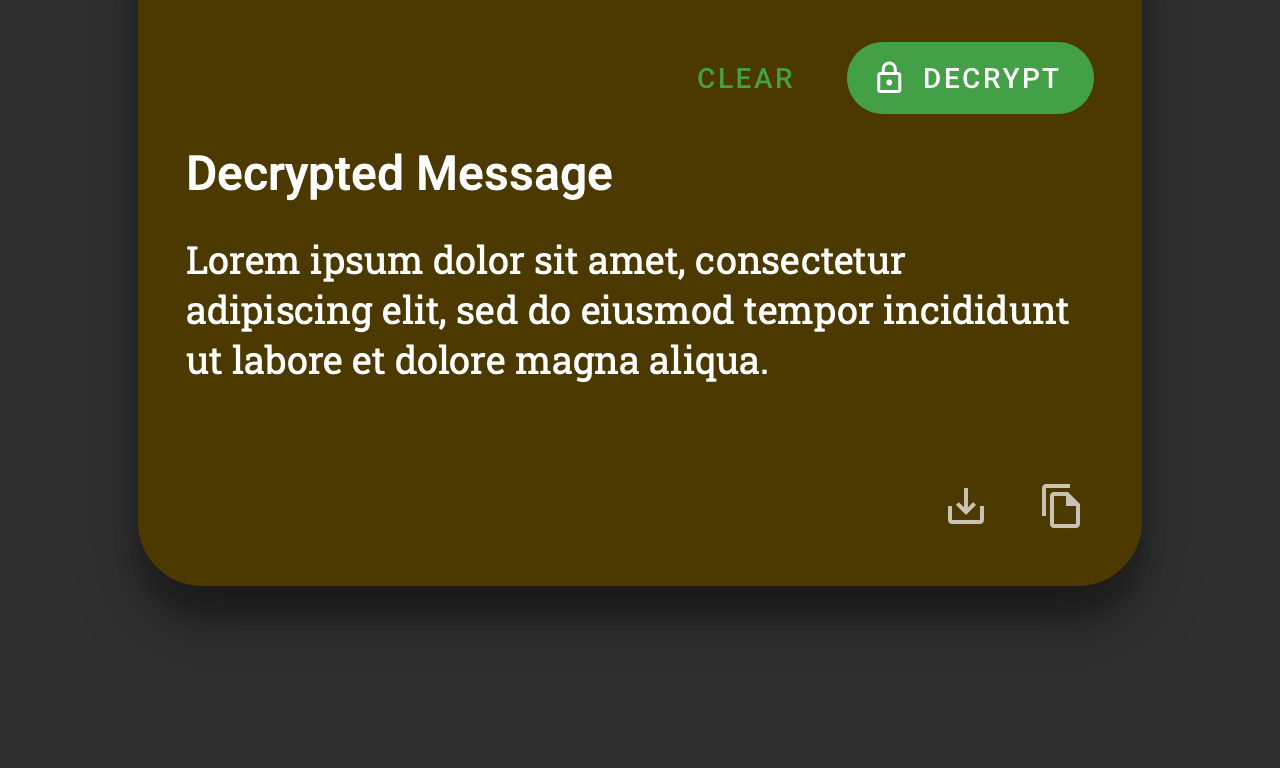 CLEAR
DECRYPT
Decrypted Message
Lorem ipsum dolor sit amet, consectetur
adipiscing elit, sed do eiusmod tempor incididunt
ut labore et dolore magna aliqua.